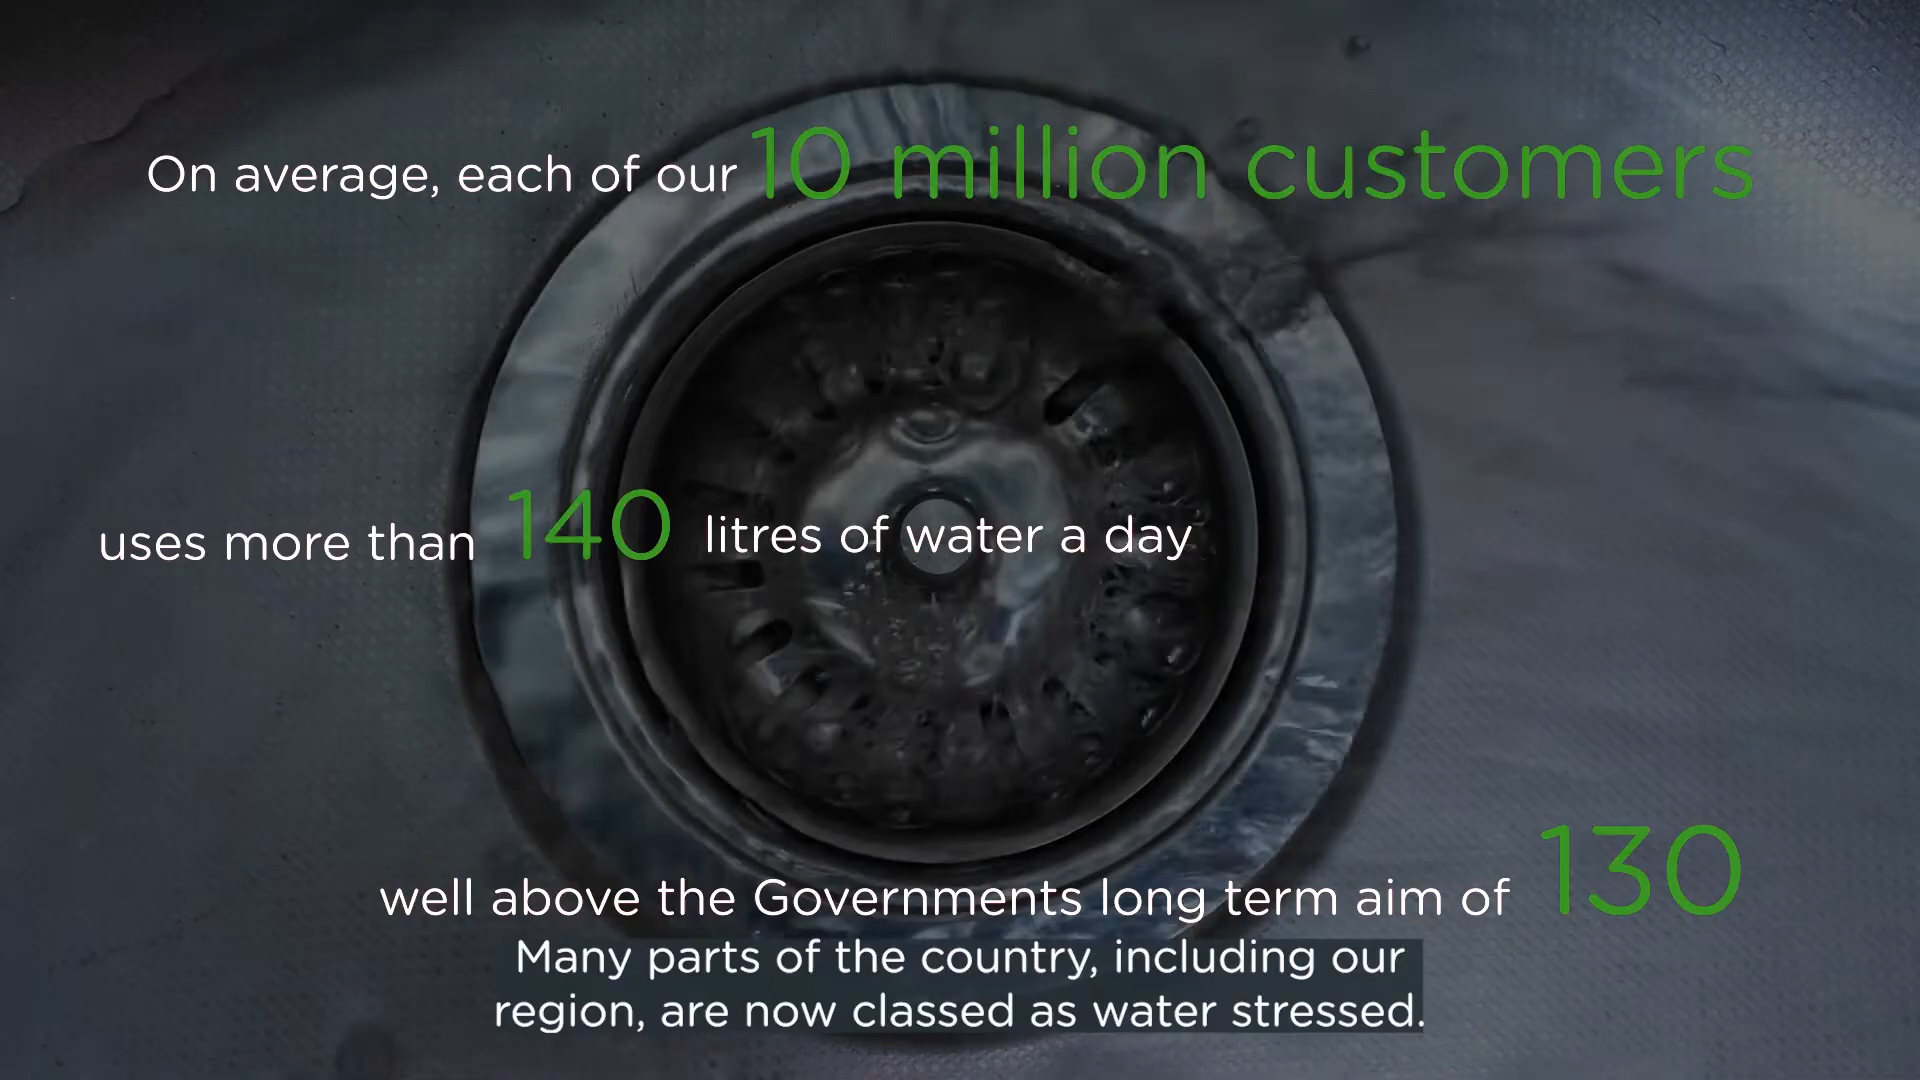 On average, each of our 10 million customers
uses more than 140 litres of water a day
well above the Governments long term aim of 130
Many parts of the country, including our
region, are now classed as water stressed.